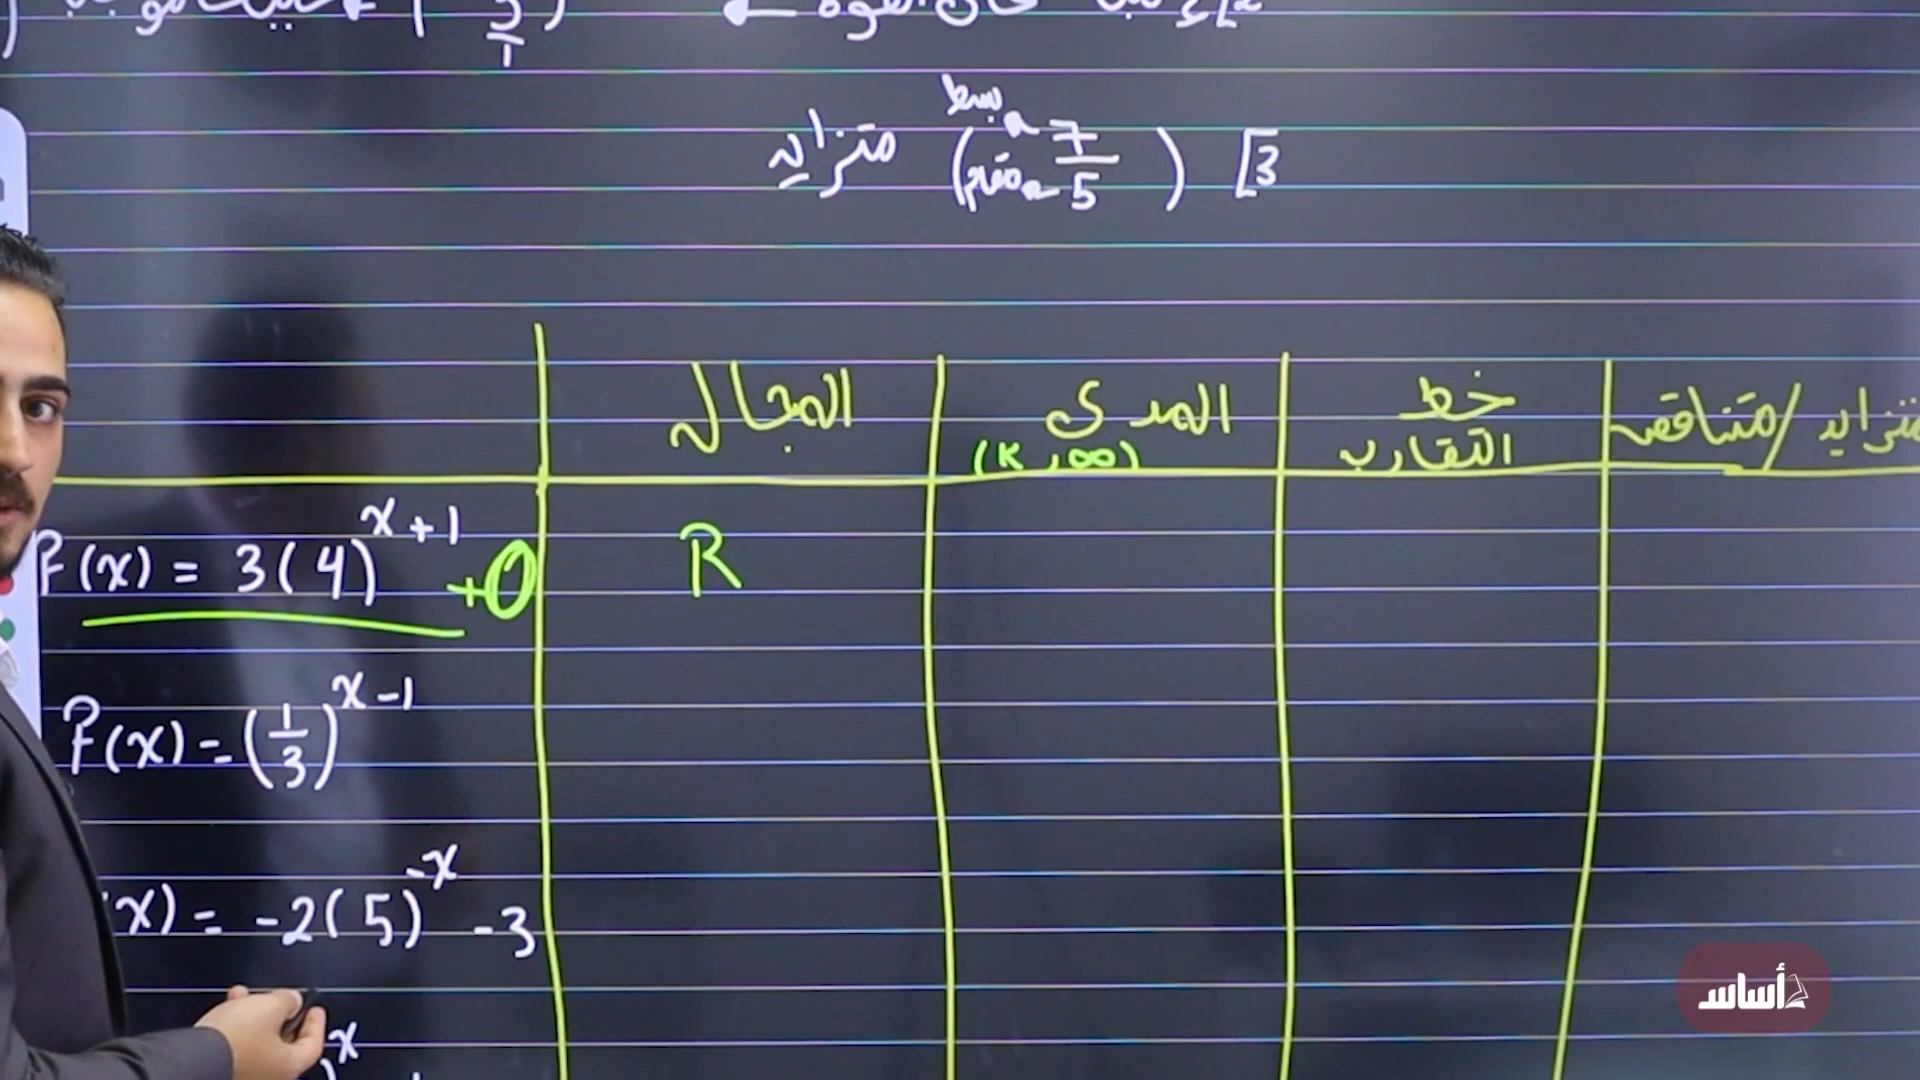 3] ( 7/5 بسط مقام ) متزايد
المجال | المدى (k, ∞) | خط التقارب | متزايد / متناقص
F(x) = 3(4)^{x+1} +0 | R
F(x) = (1/3)^{x-1}
(x) = -2(5)^{-x} -3
x
أساس